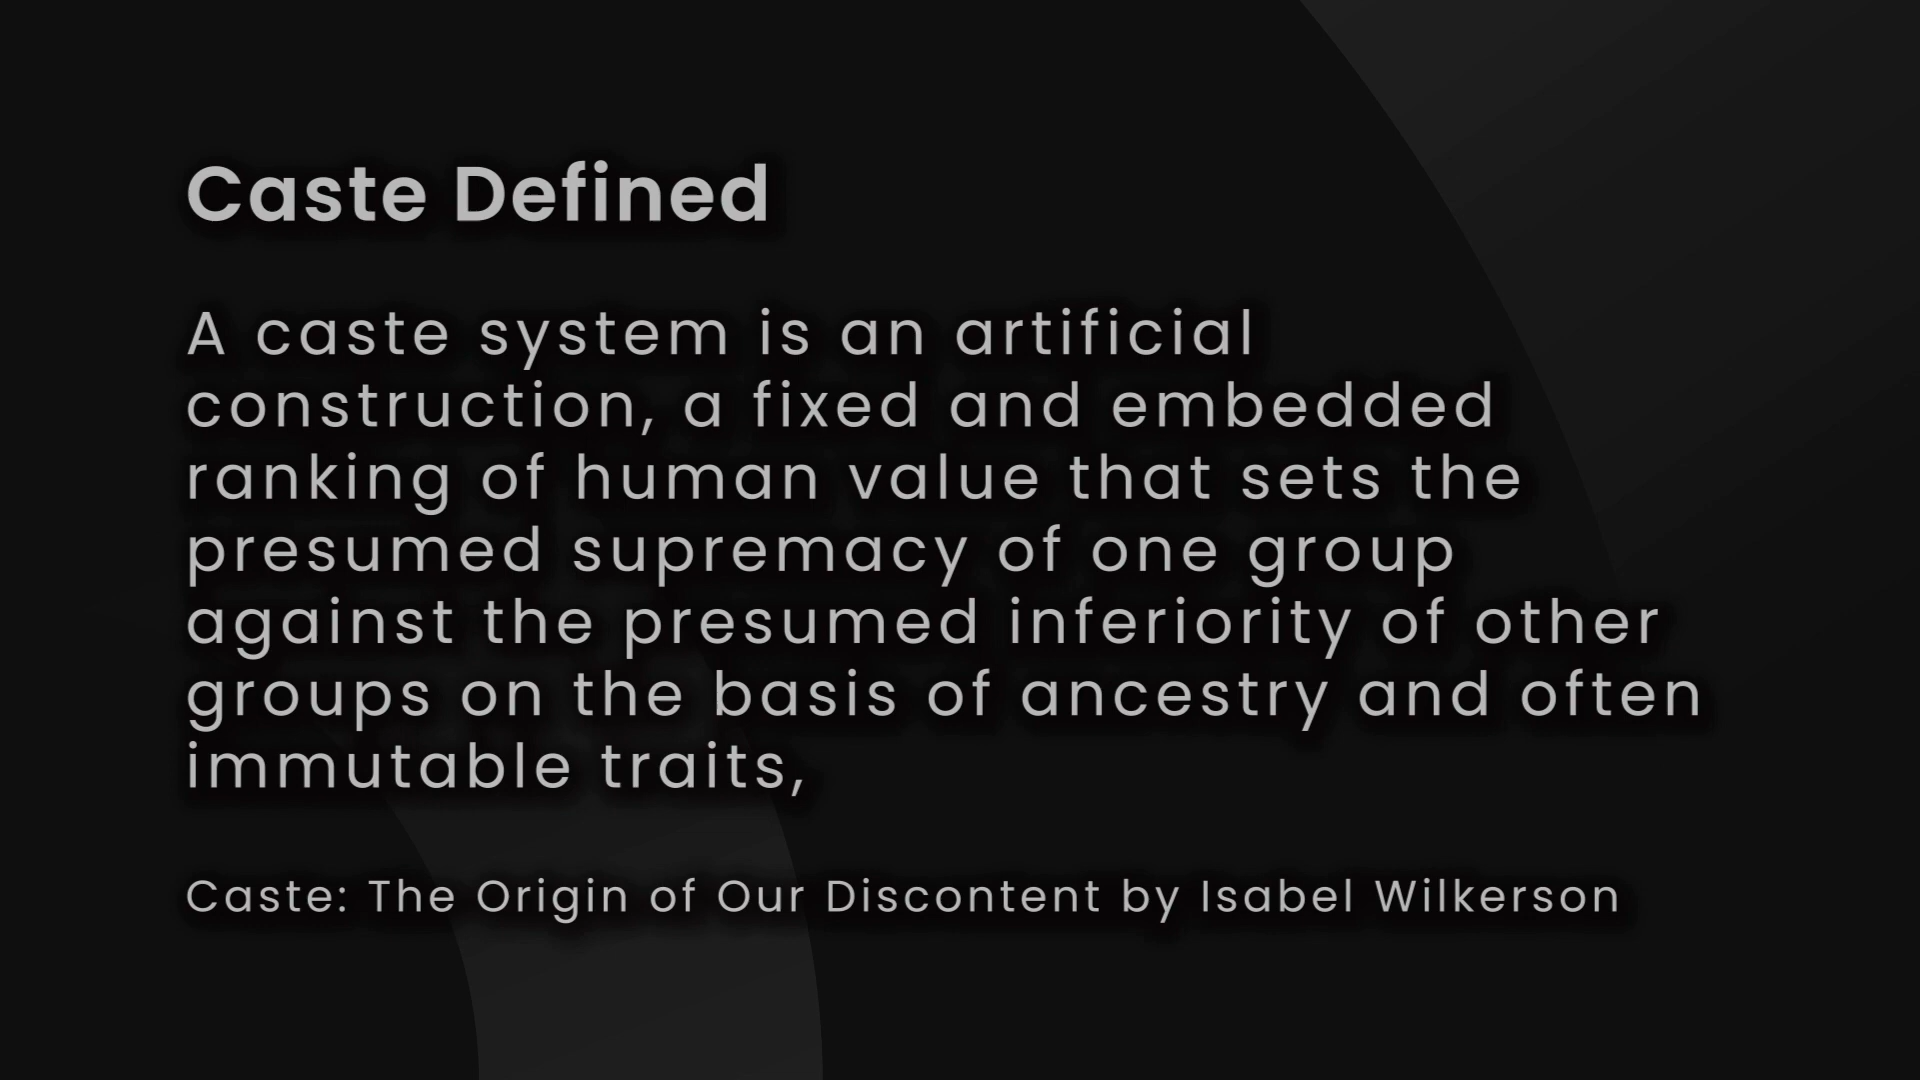 Caste Defined
A caste system is an artificial
construction, a fixed and embedded
ranking of human value that sets the
presumed supremacy of one group
against the presumed inferiority of other
groups on the basis of ancestry and often
immutable traits,
Caste: The Origin of Our Discontent by Isabel Wilkerson